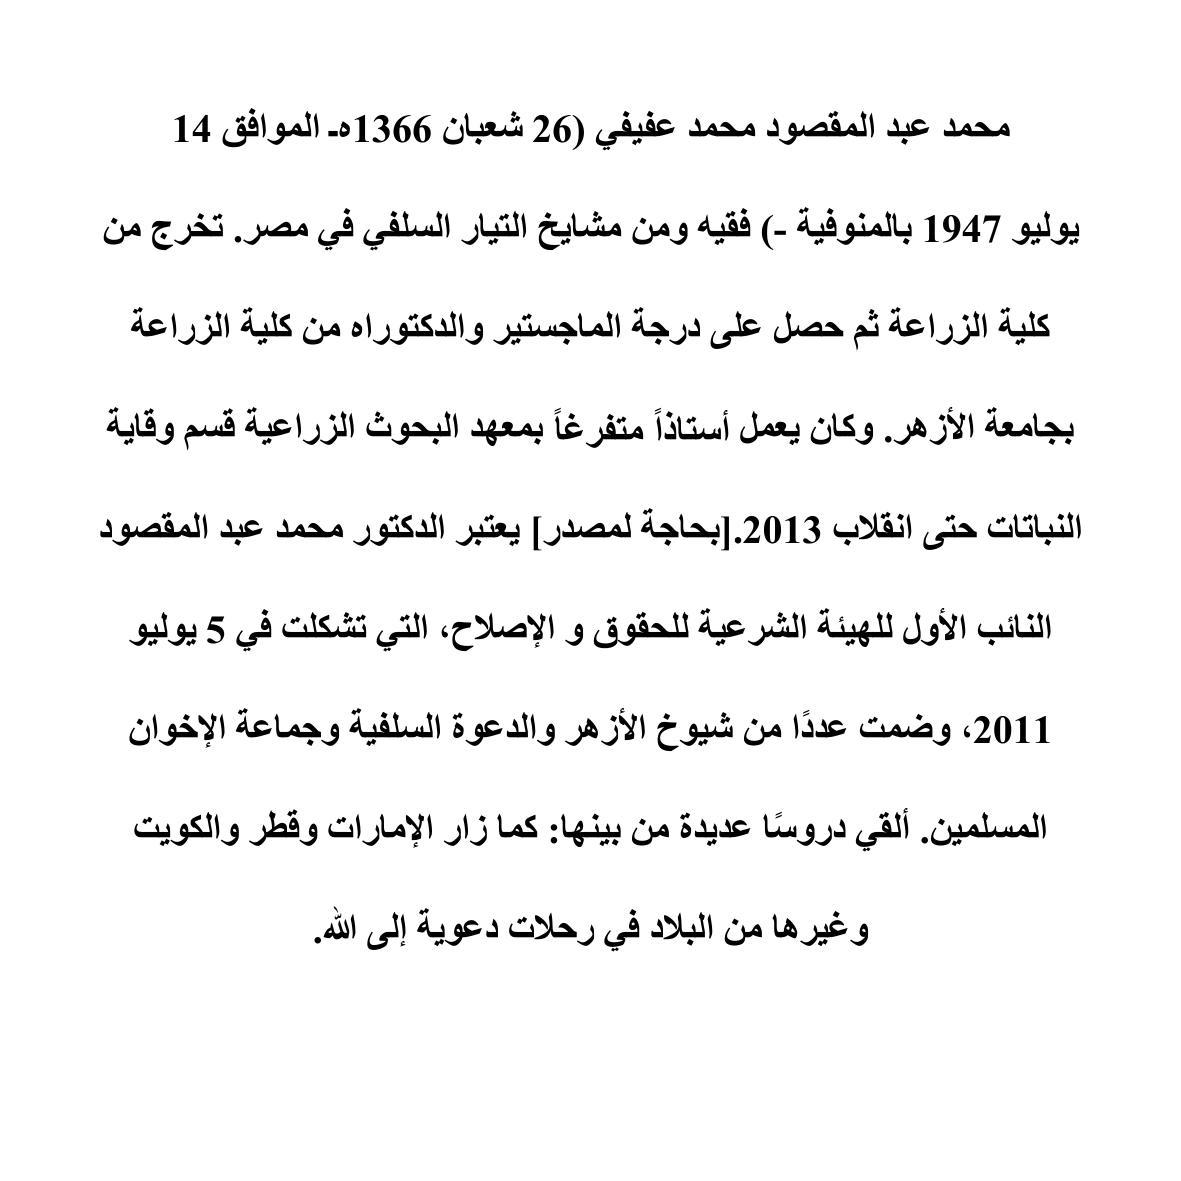 محمد عبد المقصود محمد عفيفي (26 شعبان 1366هـ الموافق 14
يوليو 1947 بالمنوفية -) فقيه ومن مشايخ التيار السلفي في مصر. تخرج من
كلية الزراعة ثم حصل على درجة الماجستير والدكتوراه من كلية الزراعة
بجامعة الأزهر. وكان يعمل أستاذاً متفرغاً بمعهد البحوث الزراعية قسم وقاية
النباتات حتى انقلاب 2013.[بحاجة لمصدر] يعتبر الدكتور محمد عبد المقصود
النائب الأول للهيئة الشرعية للحقوق و الإصلاح، التي تشكلت في 5 يوليو
2011، وضمت عددًا من شيوخ الأزهر والدعوة السلفية وجماعة الإخوان
المسلمين. ألقي دروسًا عديدة من بينها: كما زار الإمارات وقطر والكويت
وغيرها من البلاد في رحلات دعوية إلى الله.